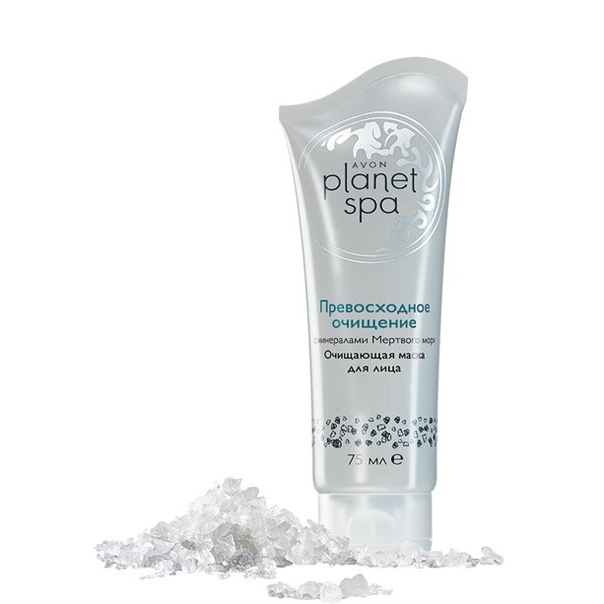 AVON
planet
spa
Превосходное
очищение
с минералами Мертвого моря
Очищающая маска
для лица
75 мл e